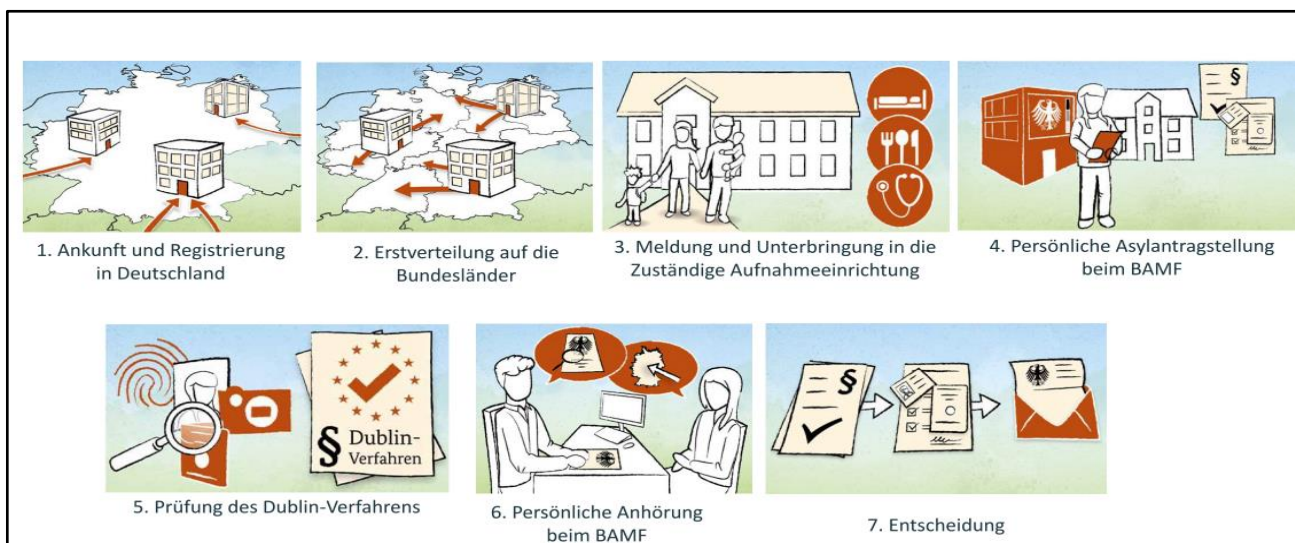 1. Ankunft und Registrierung
in Deutschland
2. Erstverteilung auf die
Bundesländer
3. Meldung und Unterbringung in die
Zuständige Aufnahmeeinrichtung
§
4. Persönliche Asylantragstellung
beim BAMF
§ Dublin-
Verfahren
5. Prüfung des Dublin-Verfahrens
6. Persönliche Anhörung
beim BAMF
§
7. Entscheidung